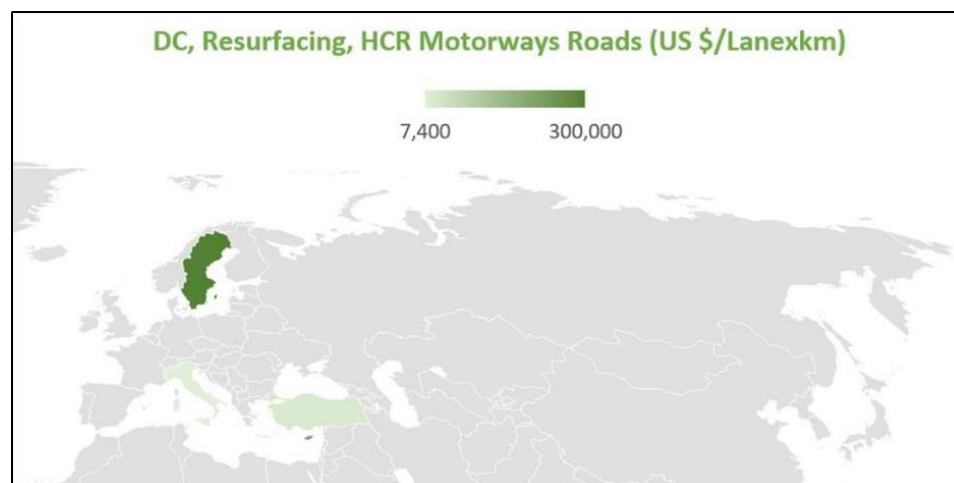 DC, Resurfacing, HCR Motorways Roads (US $/Lanexkm)
7,400 300,000